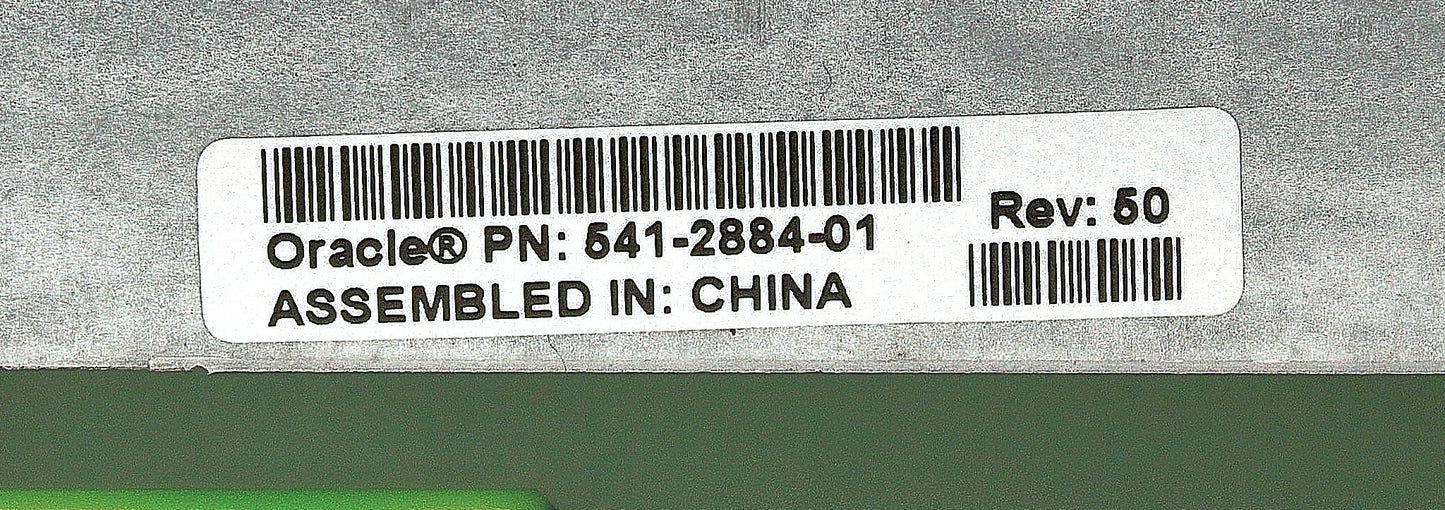 Oracle® PN: 541-2884-01
ASSEMBLED IN: CHINA
Rev: 50